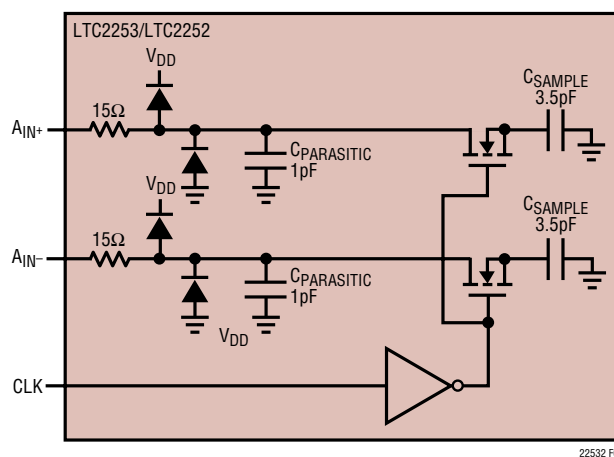 LTC2253/LTC2252
VDD
CSAMPLE
3.5pF
15Ω
AIN+
CPARASITIC
1pF
VDD
CSAMPLE
3.5pF
15Ω
AIN–
CPARASITIC
1pF
VDD
CLK
22532